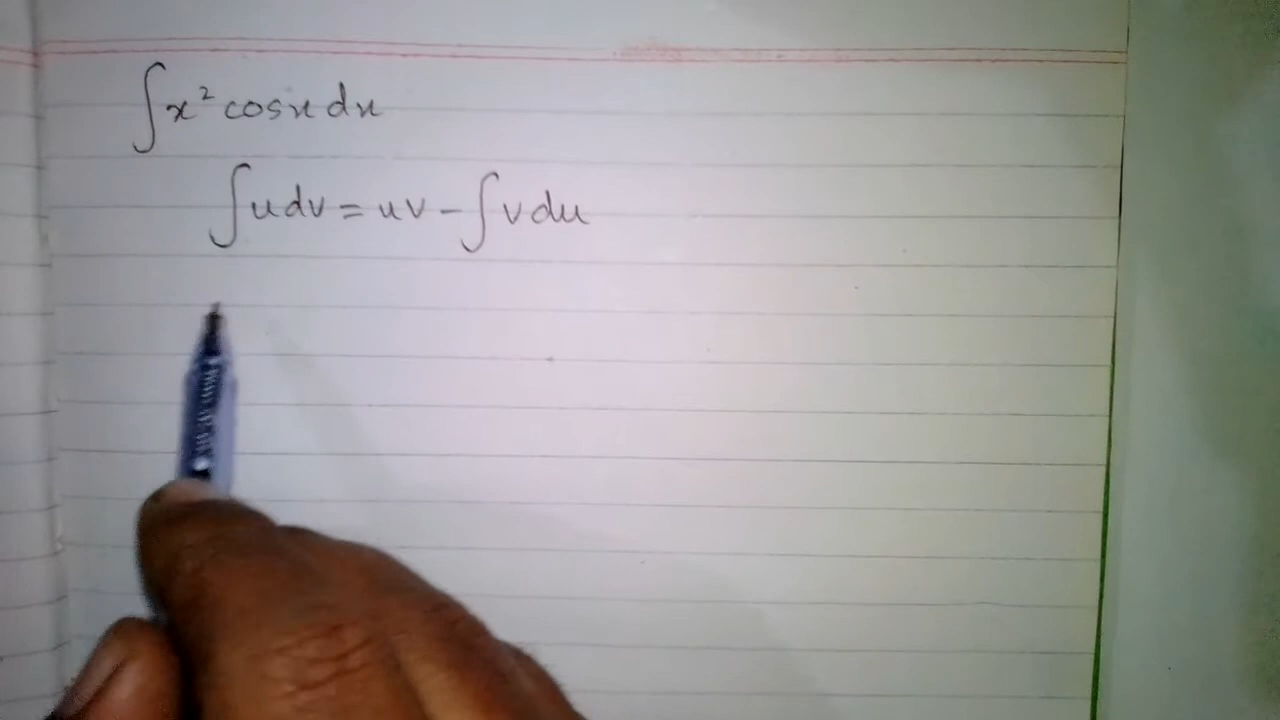 ∫x² cosx dx
∫u dv = uv - ∫v du